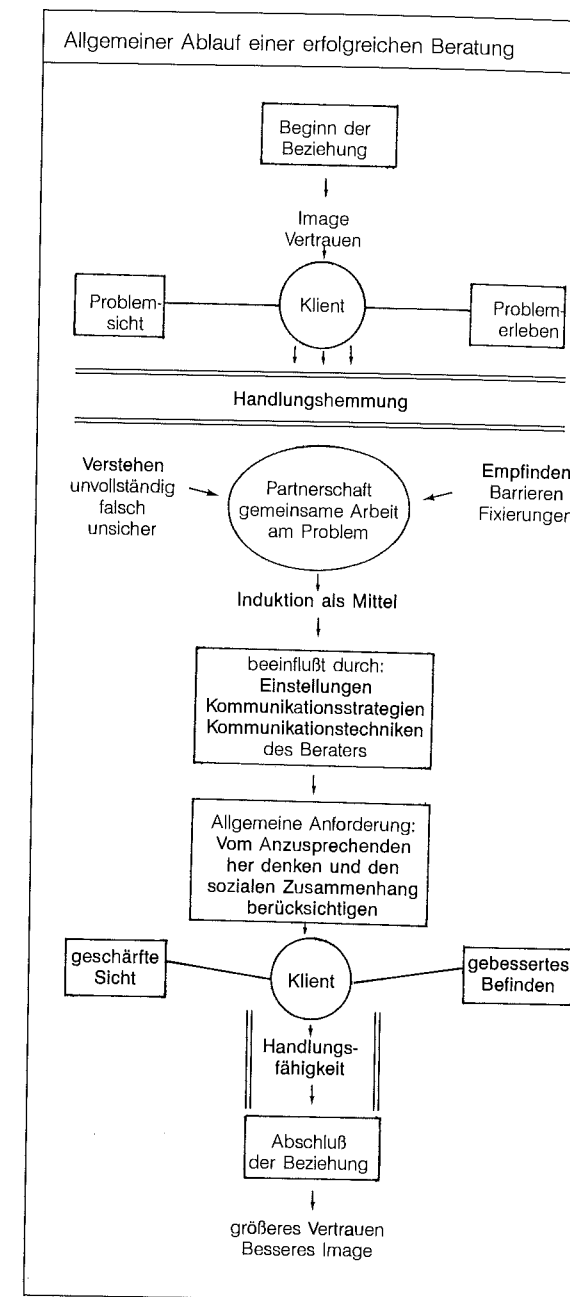 Allgemeiner Ablauf einer erfolgreichen Beratung
Beginn der
Beziehung
Image
Vertrauen
Problem-
sicht
Klient
Problem-
erleben
Handlungshemmung
Verstehen
unvollständig
falsch
unsicher
Partnerschaft
gemeinsame Arbeit
am Problem
Empfinden
Barrieren
Fixierungen
Induktion als Mittel
beeinflußt durch:
Einstellungen
Kommunikationsstrategien
Kommunikationstechniken
des Beraters
Allgemeine Anforderung:
Vom Anzusprechenden
her denken und den
sozialen Zusammenhang
berücksichtigen
geschärfte
Sicht
Klient
gebessertes
Befinden
Handlungs-
fähigkeit
Abschluß
der Beziehung
größeres Vertrauen
Besseres Image